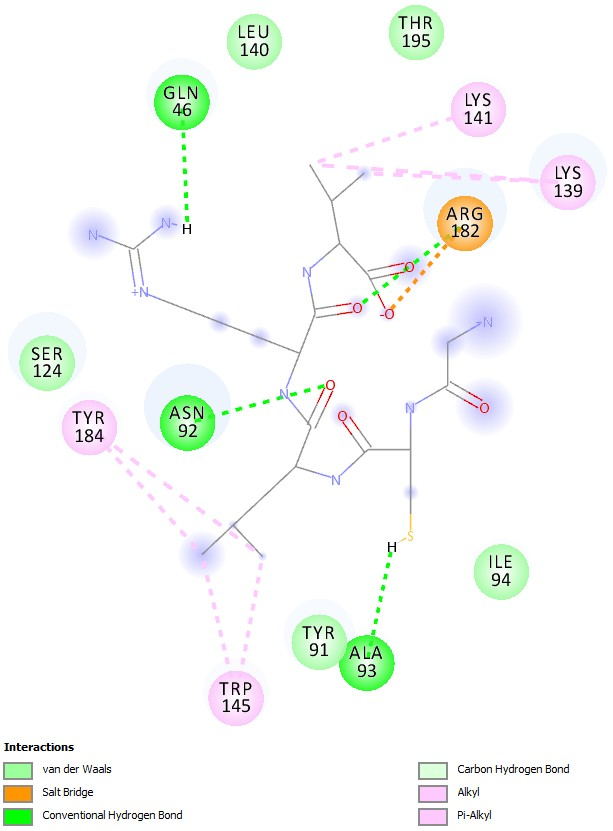 LEU
140
THR
195
GLN
46
LYS
141
LYS
139
ARG
182
H
N
N
+N
N
O
O
-O
N
SER
124
TYR
184
ASN
92
N
O
O
N
N
O
S
H
ILE
94
TYR
91
ALA
93
TRP
145
Interactions
van der Waals
Salt Bridge
Conventional Hydrogen Bond
Carbon Hydrogen Bond
Alkyl
Pi-Alkyl